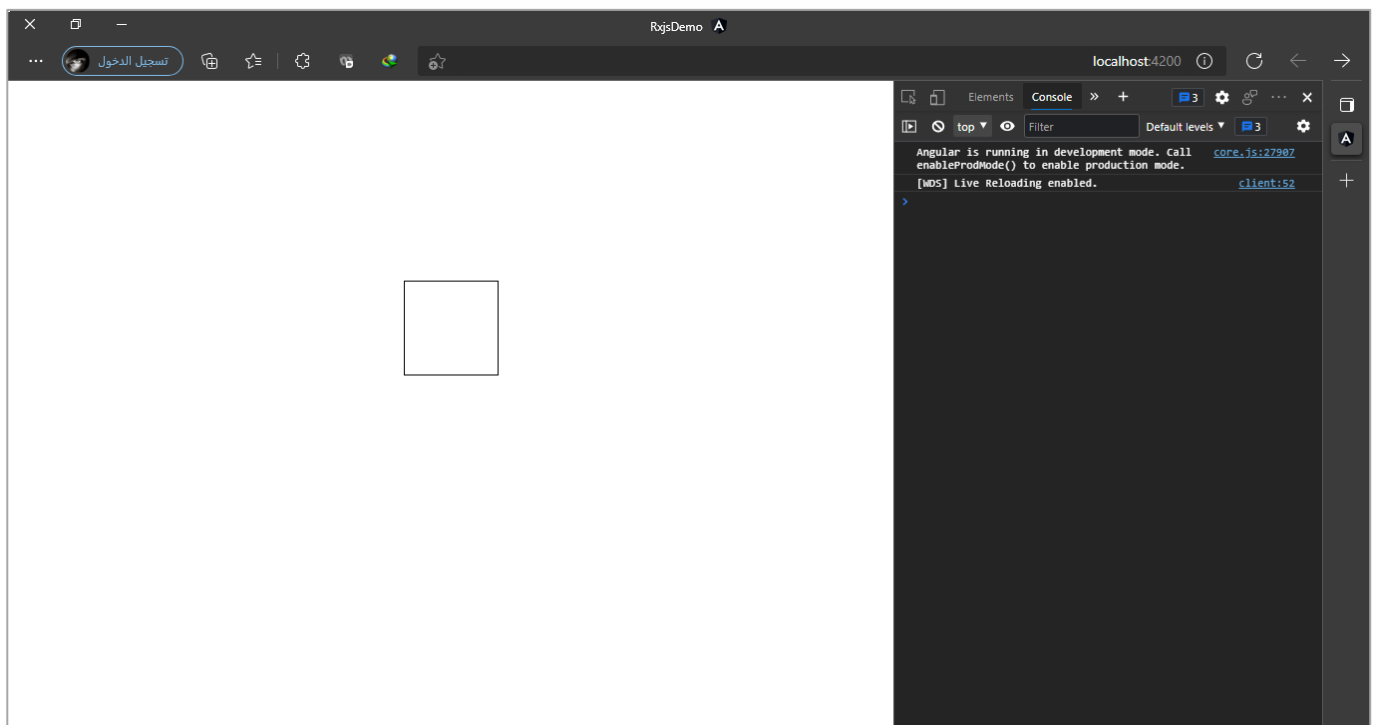 RxjsDemo
تسجيل الدخول
localhost:4200
Elements Console 3
top Filter Default levels 3
Angular is running in development mode. Call core.js:27907
enableProdMode() to enable production mode.
[WDS] Live Reloading enabled. client:52